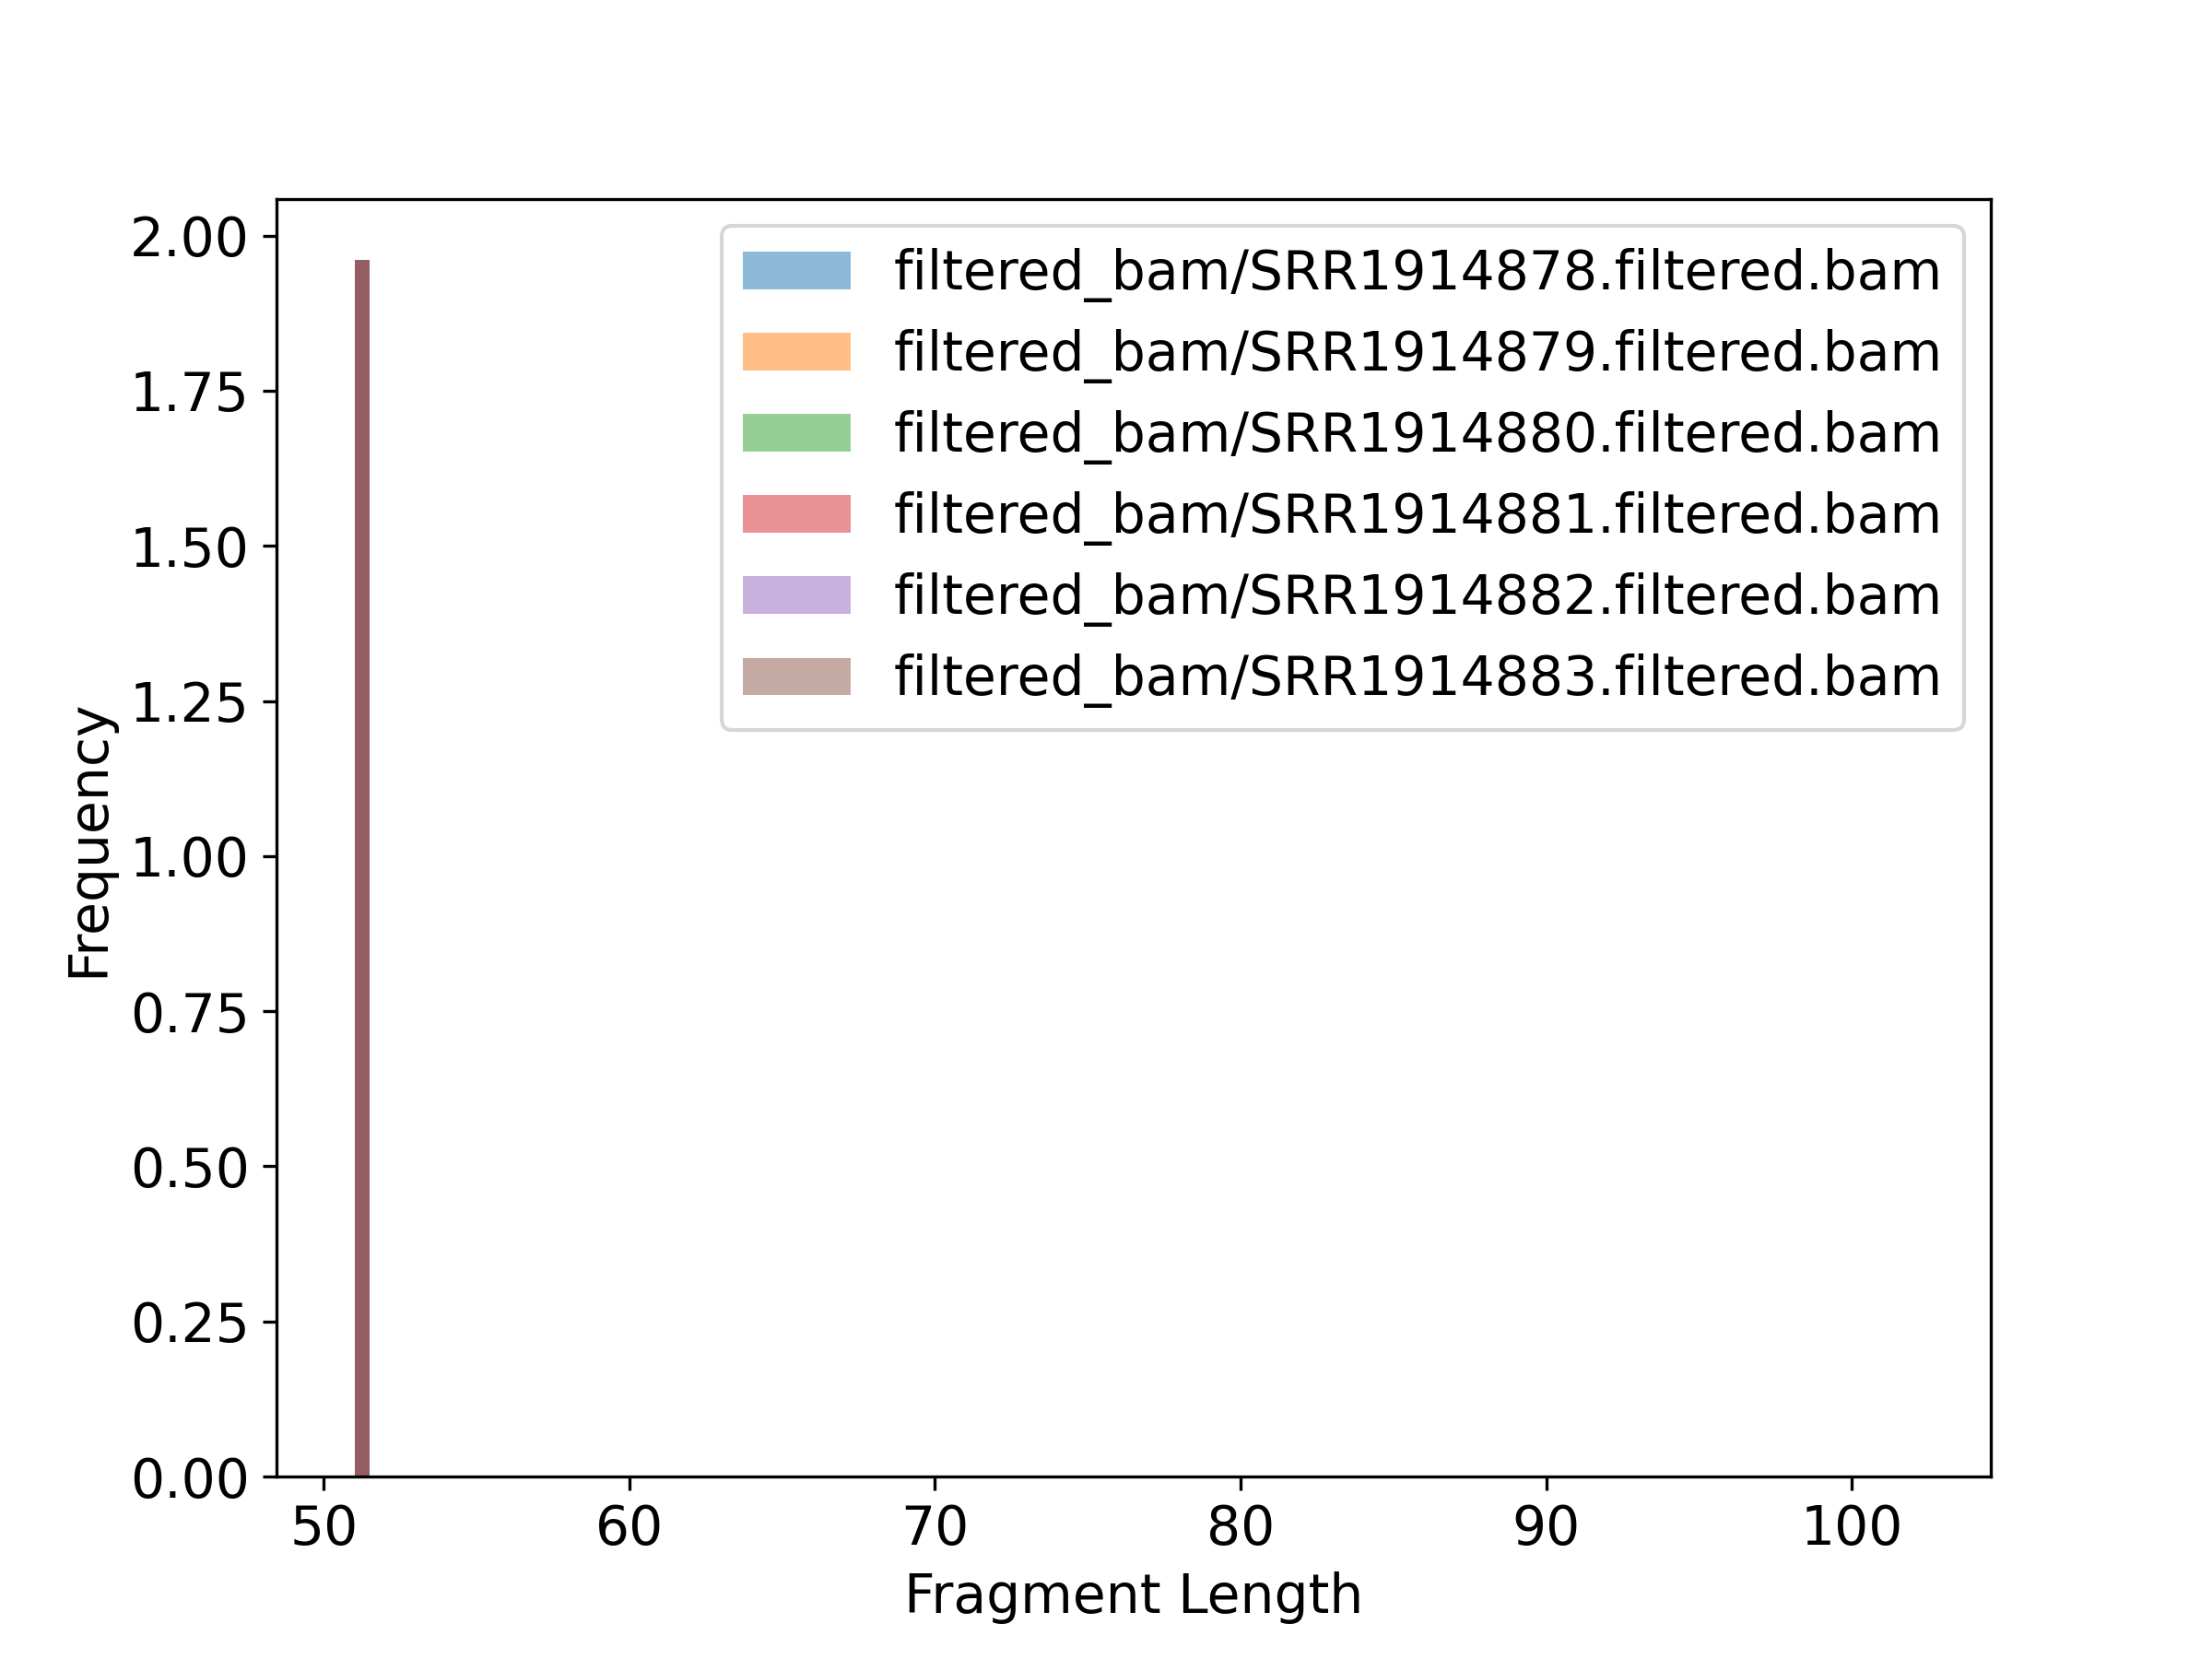 2.00
1.75
1.50
1.25
1.00
0.75
0.50
0.25
0.00
Frequency
filtered_bam/SRR1914878.filtered.bam
filtered_bam/SRR1914879.filtered.bam
filtered_bam/SRR1914880.filtered.bam
filtered_bam/SRR1914881.filtered.bam
filtered_bam/SRR1914882.filtered.bam
filtered_bam/SRR1914883.filtered.bam
50 60 70 80 90 100
Fragment Length